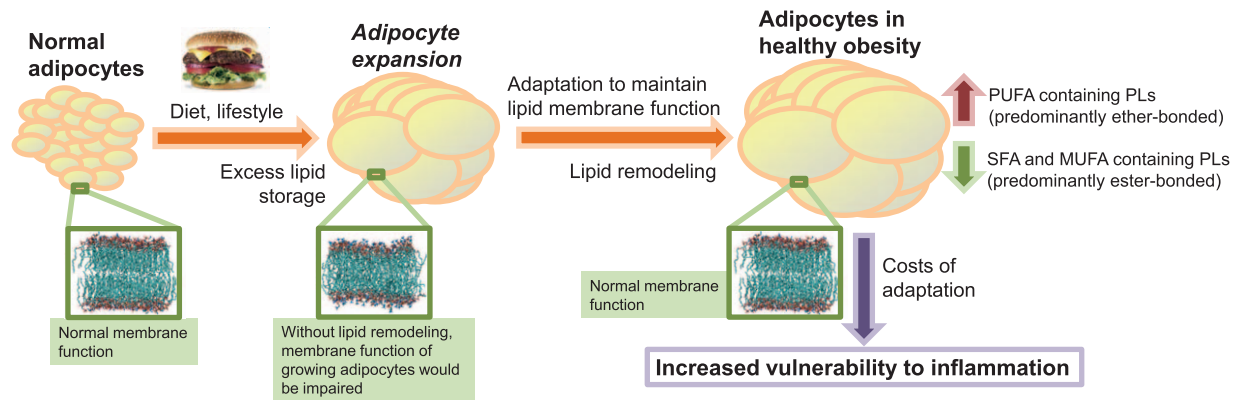 Normal
adipocytes
Diet, lifestyle
Excess lipid
storage
Adipocyte
expansion
Adaptation to maintain
lipid membrane function
Lipid remodeling
Adipocytes in
healthy obesity
PUFA containing PLs
(predominantly ether-bonded)
SFA and MUFA containing PLs
(predominantly ester-bonded)
Normal membrane
function
Without lipid remodeling,
membrane function of
growing adipocytes would
be impaired
Normal membrane
function
Costs of
adaptation
Increased vulnerability to inflammation